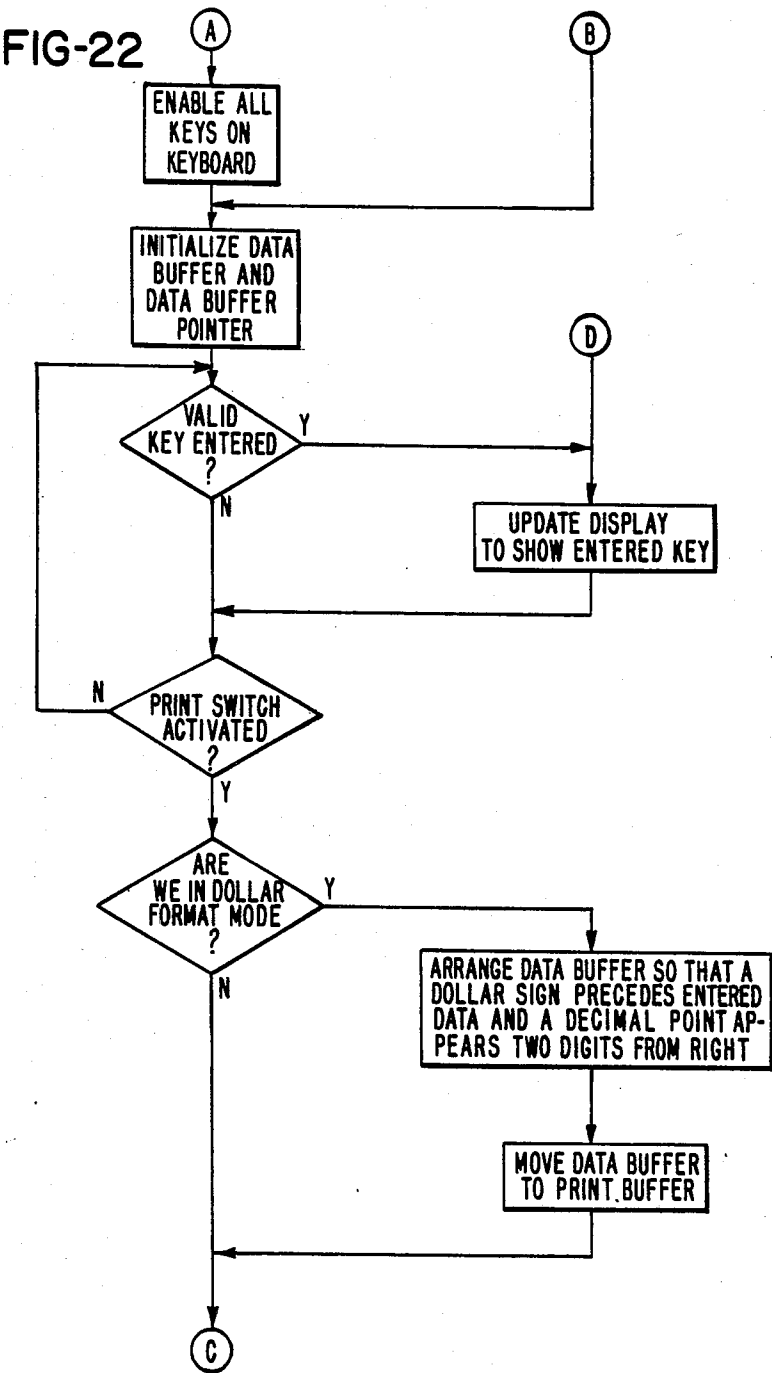 FIG-22
A
B
ENABLE ALL
KEYS ON
KEYBOARD
INITIALIZE DATA
BUFFER AND
DATA BUFFER
POINTER
D
VALID
KEY ENTERED
?
Y
N
UPDATE DISPLAY
TO SHOW ENTERED KEY
PRINT SWITCH
ACTIVATED
?
N
Y
ARE
WE IN DOLLAR
FORMAT MODE
?
Y
N
ARRANGE DATA BUFFER SO THAT A
DOLLAR SIGN PRECEDES ENTERED
DATA AND A DECIMAL POINT AP-
PEARS TWO DIGITS FROM RIGHT
MOVE DATA BUFFER
TO PRINT BUFFER
C